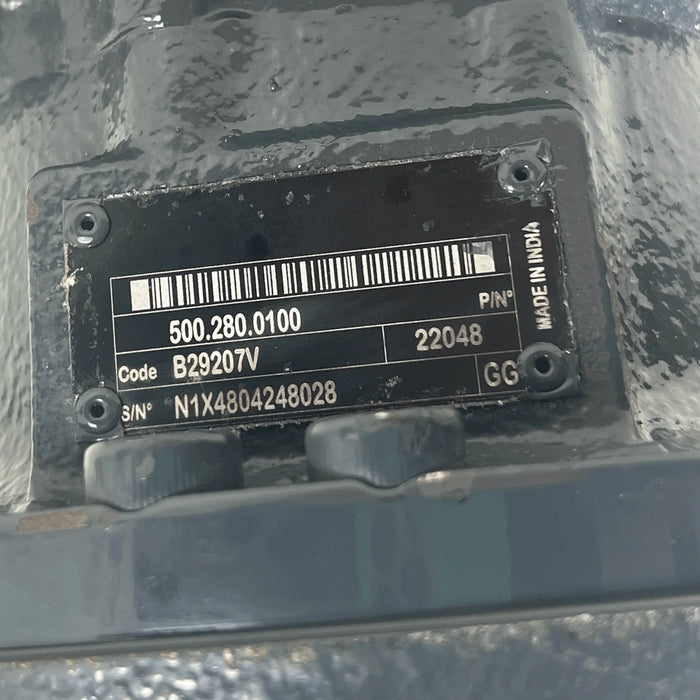 500.280.0100 P/N°
Code B29207V 22048
S/N° N1X4804248028 GG
MADE IN INDIA